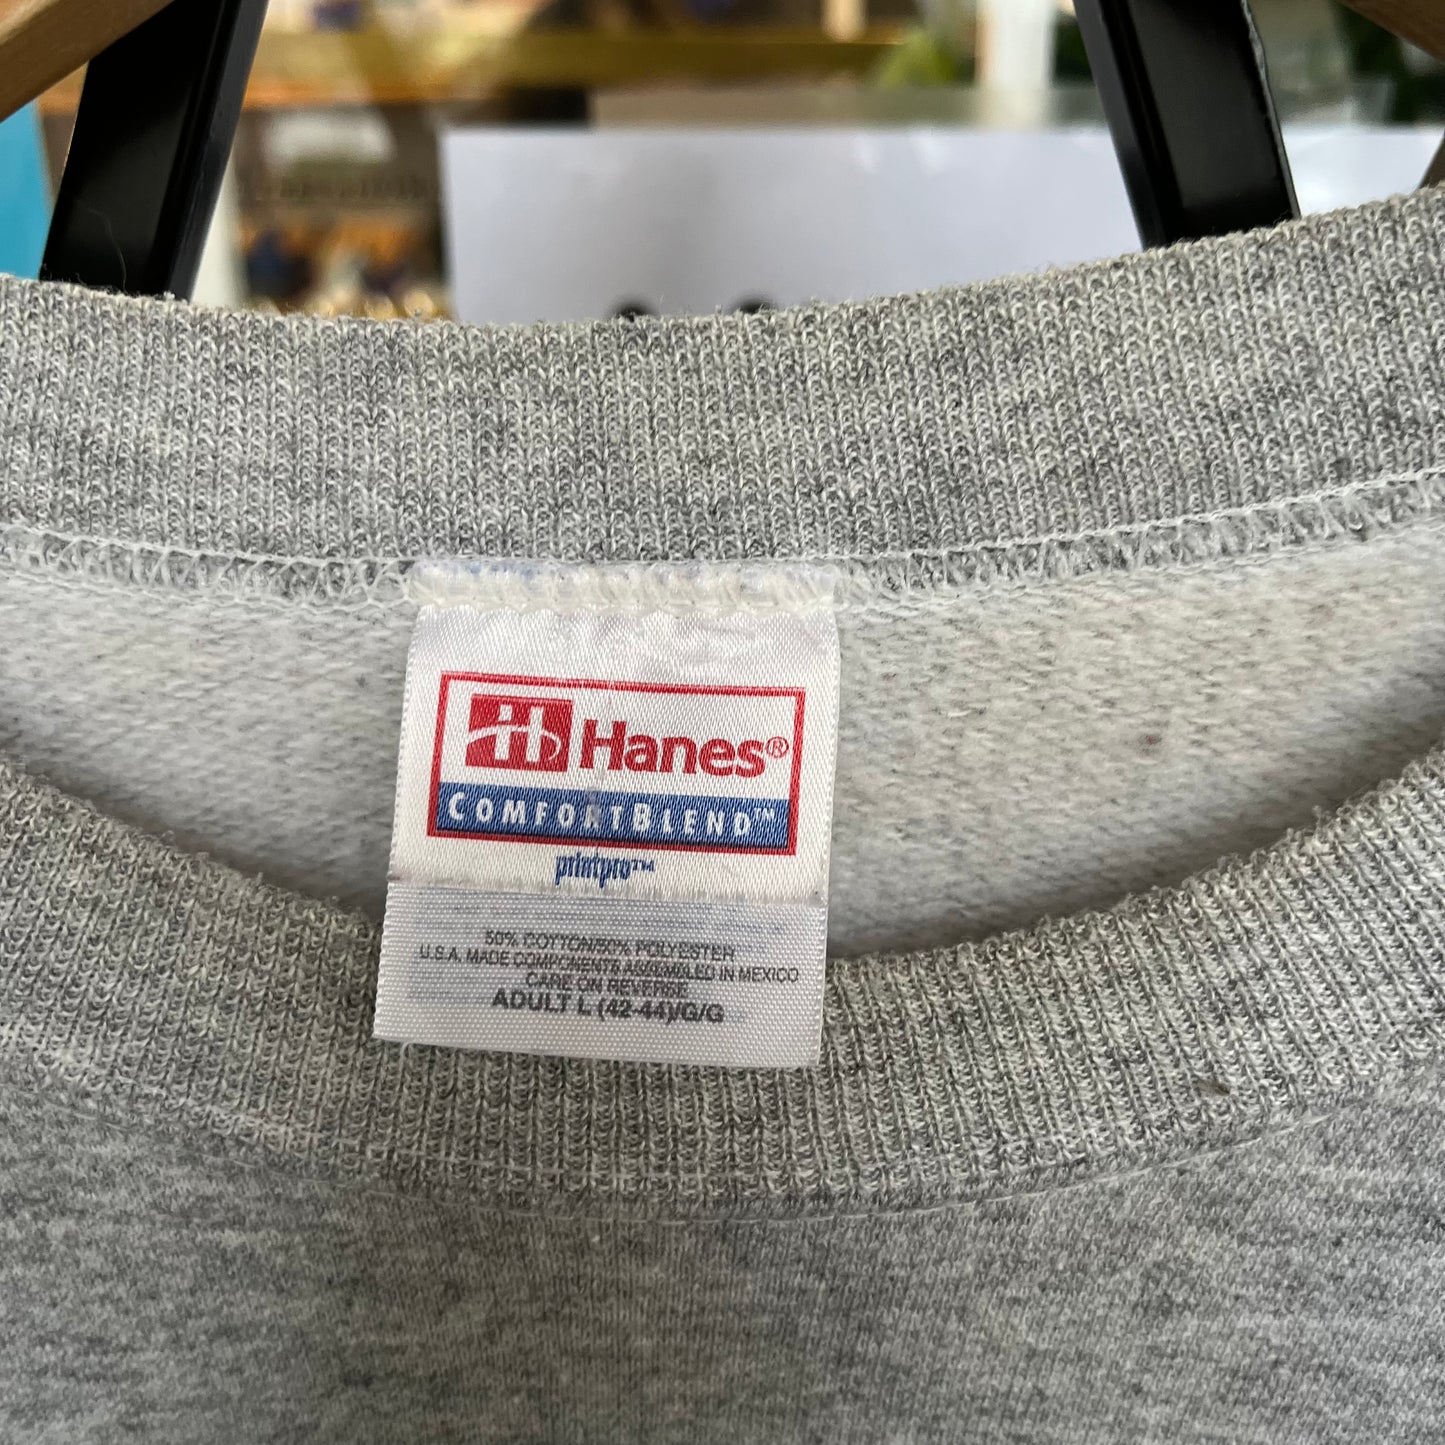 H Hanes®
COMFORTBLEND™
printpro™
50% COTTON/50% POLYESTER
U.S.A. MADE COMPONENTS ASSEMBLED IN MEXICO
CARE ON REVERSE
ADULT L (42-44)/G/G